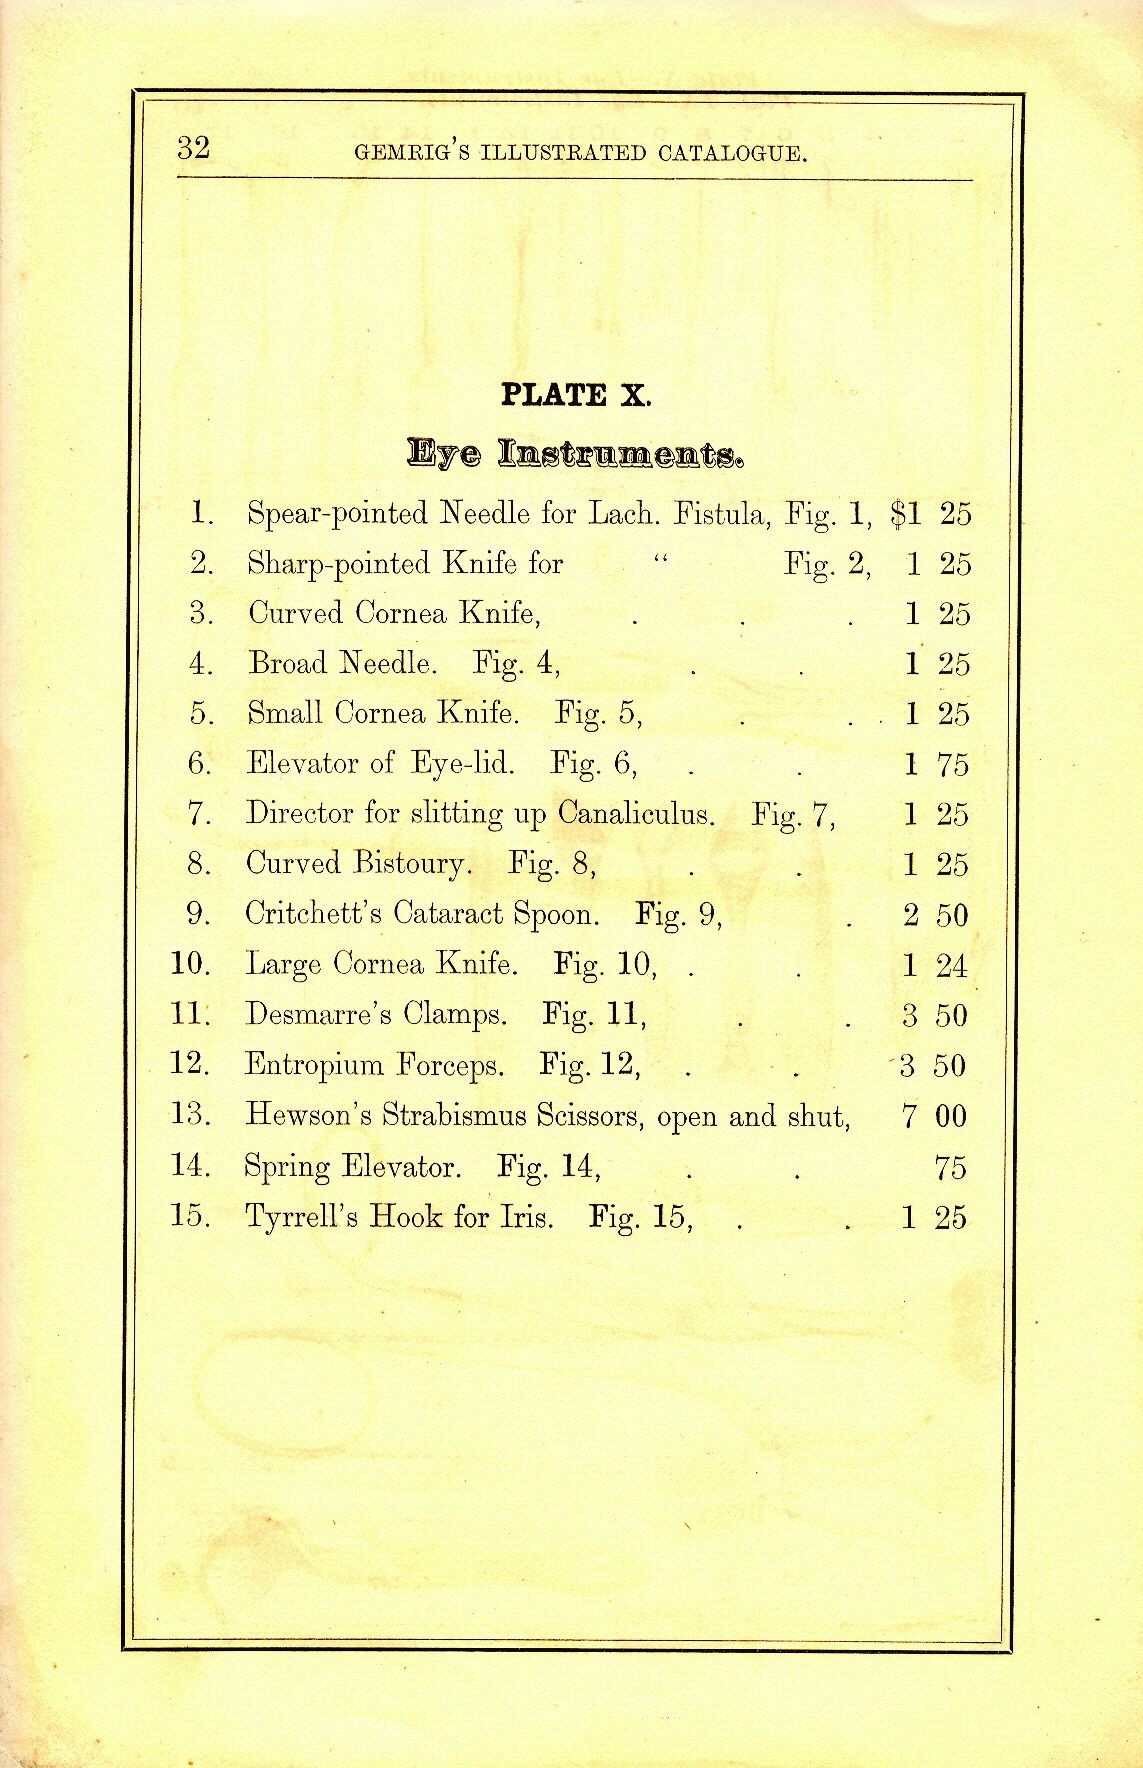 32 GEMRIG'S ILLUSTRATED CATALOGUE.
PLATE X.
Eye Instruments.
1. Spear-pointed Needle for Lach. Fistula, Fig. 1, $1 25
2. Sharp-pointed Knife for “ Fig. 2, 1 25
3. Curved Cornea Knife, . . . 1 25
4. Broad Needle. Fig. 4, . . 1 25
5. Small Cornea Knife. Fig. 5, . . 1 25
6. Elevator of Eye-lid. Fig. 6, . . 1 75
7. Director for slitting up Canaliculus. Fig. 7, 1 25
8. Curved Bistoury. Fig. 8, . . 1 25
9. Critchett's Cataract Spoon. Fig. 9, . 2 50
10. Large Cornea Knife. Fig. 10, . . 1 24
11. Desmarre's Clamps. Fig. 11, . . 3 50
12. Entropium Forceps. Fig. 12, . . 3 50
13. Hewson's Strabismus Scissors, open and shut, 7 00
14. Spring Elevator. Fig. 14, . . 75
15. Tyrrell's Hook for Iris. Fig. 15, . . 1 25